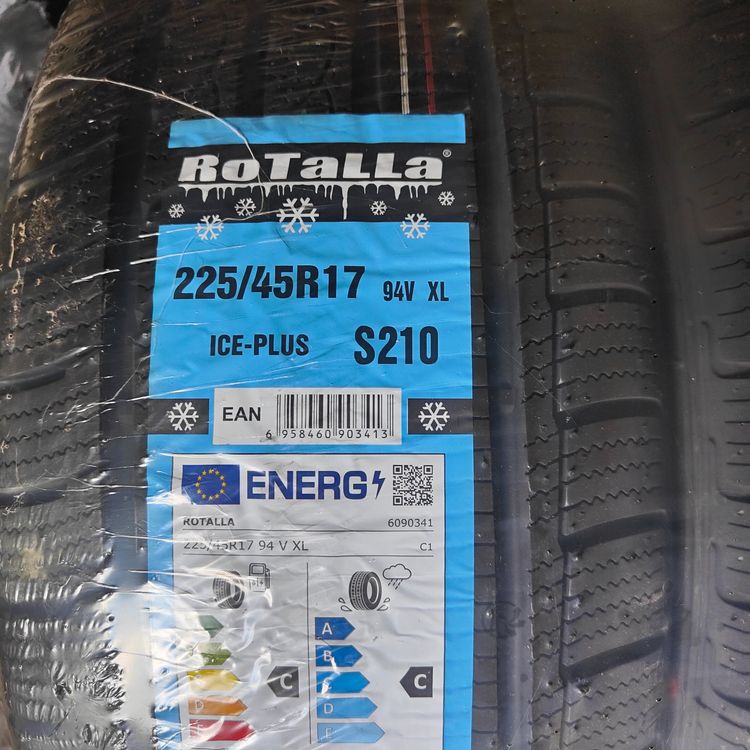 RoTaLLa®
225/45R17 94V XL
ICE-PLUS S210
EAN
6 958460 903413
ENERG
ROTALLA 6090341
225/45R17 94 V XL C1
A
B
C C C
D
E